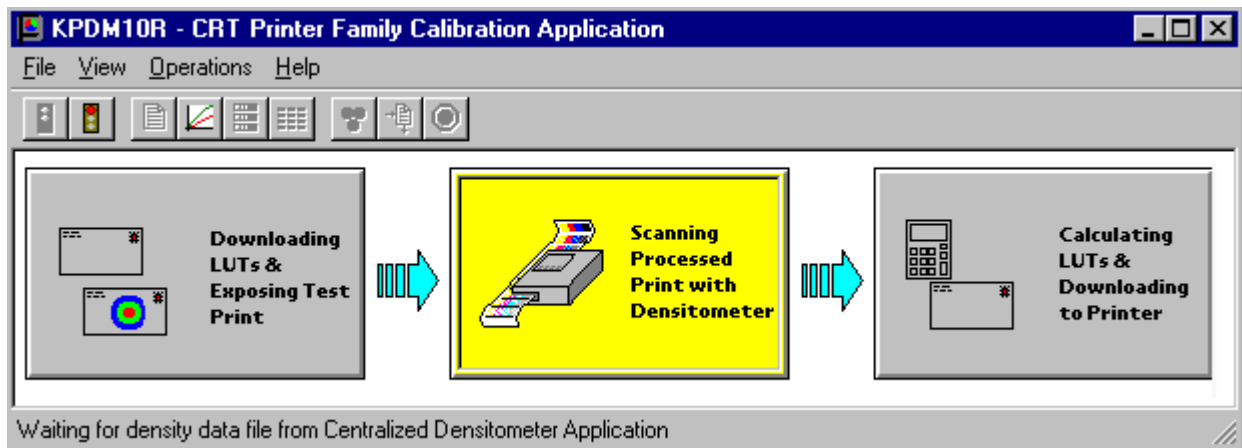 KPDM10R - CRT Printer Family Calibration Application
File View Operations Help
Downloading
LUTs &
Exposing Test
Print
Scanning
Processed
Print with
Densitometer
Calculating
LUTs &
Downloading
to Printer
Waiting for density data file from Centralized Densitometer Application